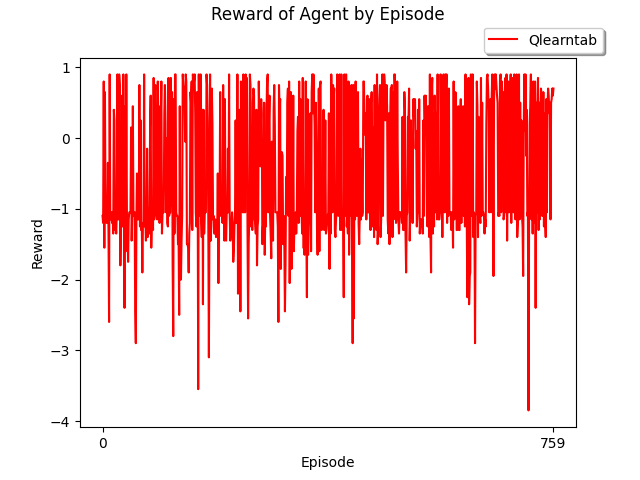 Reward of Agent by Episode
Qlearntab
1
0
−1
−2
−3
−4
Reward
0
759
Episode